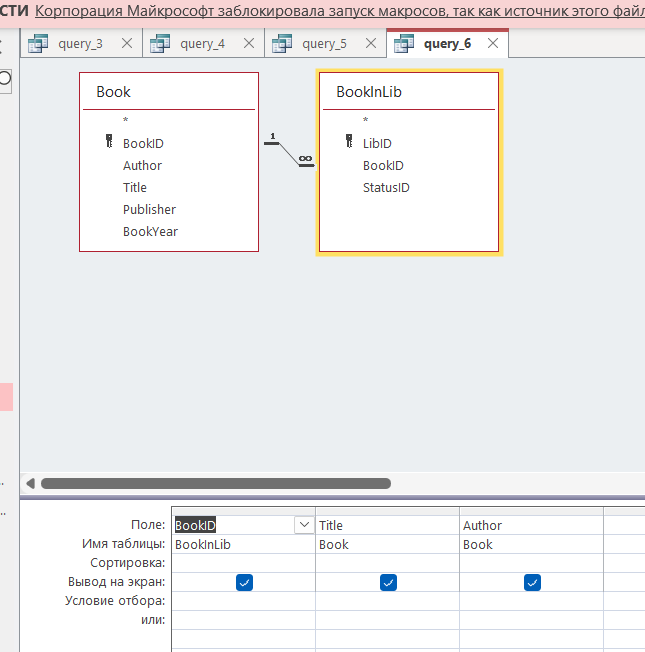 СТИ Корпорация Майкрософт заблокировала запуск макросов, так как источник этого файл
query_3 query_4 query_5 query_6
Book
*
BookID
Author
Title
Publisher
BookYear
1
∞
BookInLib
*
LibID
BookID
StatusID
..
..
Поле: BookID Title Author
Имя таблицы: BookInLib Book Book
Сортировка:
Вывод на экран:
Условие отбора:
или: